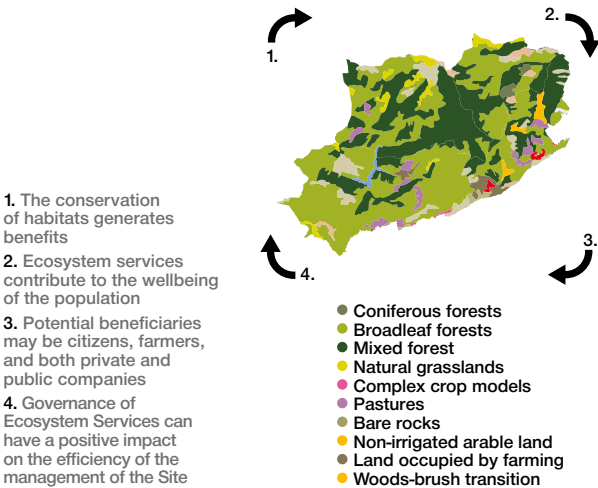 1.
2.
3.
4.
1. The conservation
of habitats generates
benefits
2. Ecosystem services
contribute to the wellbeing
of the population
3. Potential beneficiaries
may be citizens, farmers,
and both private and
public companies
4. Governance of
Ecosystem Services can
have a positive impact
on the efficiency of the
management of the Site
Coniferous forests
Broadleaf forests
Mixed forest
Natural grasslands
Complex crop models
Pastures
Bare rocks
Non-irrigated arable land
Land occupied by farming
Woods-brush transition